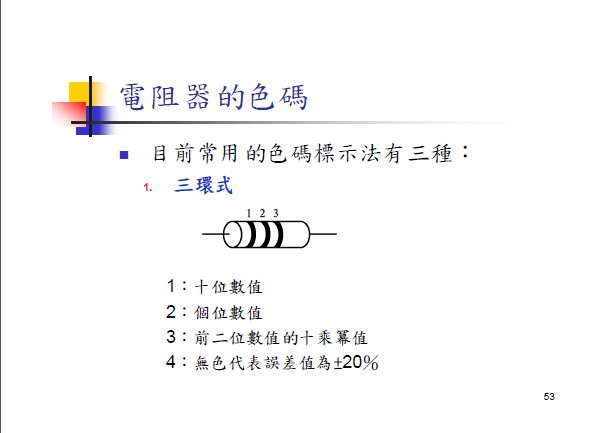 電阻器的色碼
目前常用的色碼標示法有三種：
1. 三環式
1 2 3
1：十位數值
2：個位數值
3：前二位數值的十乘冪值
4：無色代表誤差值為±20%
53